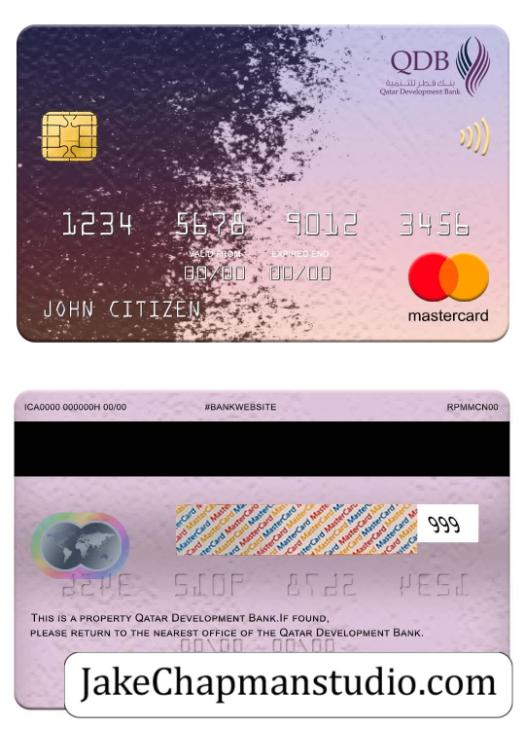 QDB
بنك قطر للتنمية
Qatar Development Bank
1234 5678 9012 3456
VALID FROM EXPIRED END
00/00 00/00
JOHN CITIZEN
mastercard
ICA0000 000000H 00/00 #BANKWEBSITE RPMMCN00
MasterCard MasterCard MasterCard MasterCard
999
THIS IS A PROPERTY QATAR DEVELOPMENT BANK.IF FOUND,
PLEASE RETURN TO THE NEAREST OFFICE OF THE QATAR DEVELOPMENT BANK.
JakeChapmanstudio.com